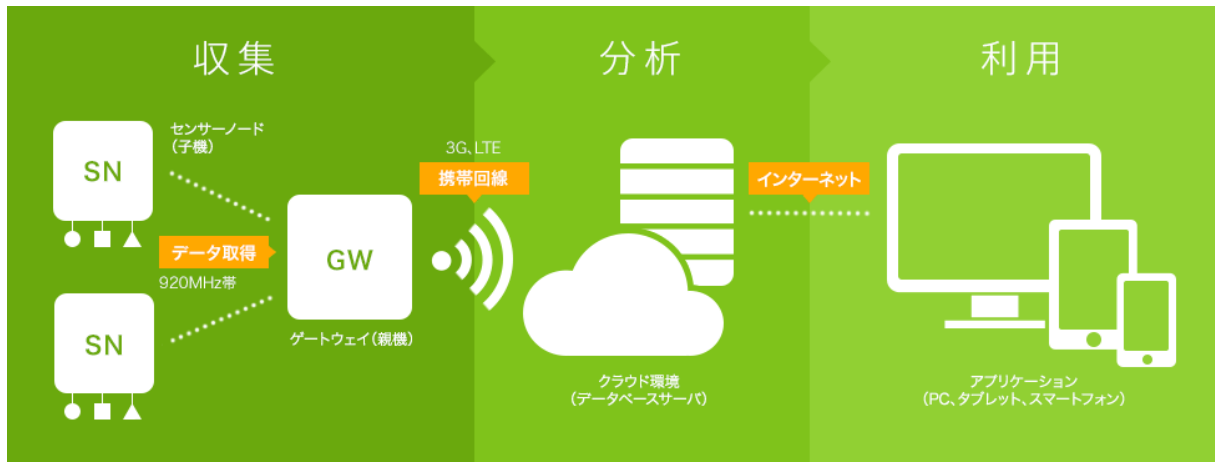 収集
分析
利用
センサーノード
（子機）
SN
3G、LTE
携帯回線
インターネット
データ取得
920MHz帯
GW
SN
ゲートウェイ（親機）
クラウド環境
（データベースサーバ）
アプリケーション
（PC、タブレット、スマートフォン）